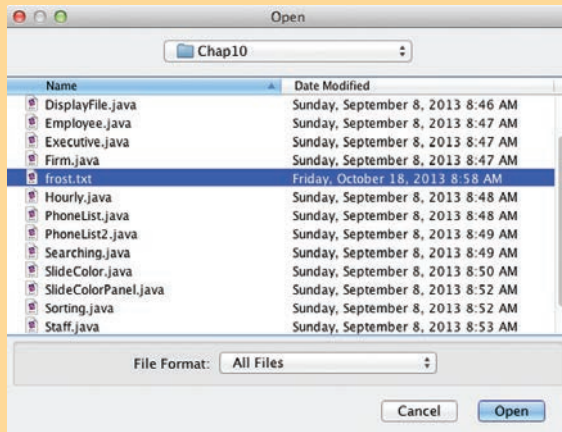 Open
Chap10
Name Date Modified
DisplayFile.java Sunday, September 8, 2013 8:46 AM
Employee.java Sunday, September 8, 2013 8:47 AM
Executive.java Sunday, September 8, 2013 8:47 AM
Firm.java Sunday, September 8, 2013 8:47 AM
frost.txt Friday, October 18, 2013 8:58 AM
Hourly.java Sunday, September 8, 2013 8:48 AM
PhoneList.java Sunday, September 8, 2013 8:48 AM
PhoneList2.java Sunday, September 8, 2013 8:49 AM
Searching.java Sunday, September 8, 2013 8:49 AM
SlideColor.java Sunday, September 8, 2013 8:50 AM
SlideColorPanel.java Sunday, September 8, 2013 8:52 AM
Sorting.java Sunday, September 8, 2013 8:52 AM
Staff.java Sunday, September 8, 2013 8:53 AM
File Format: All Files
Cancel Open